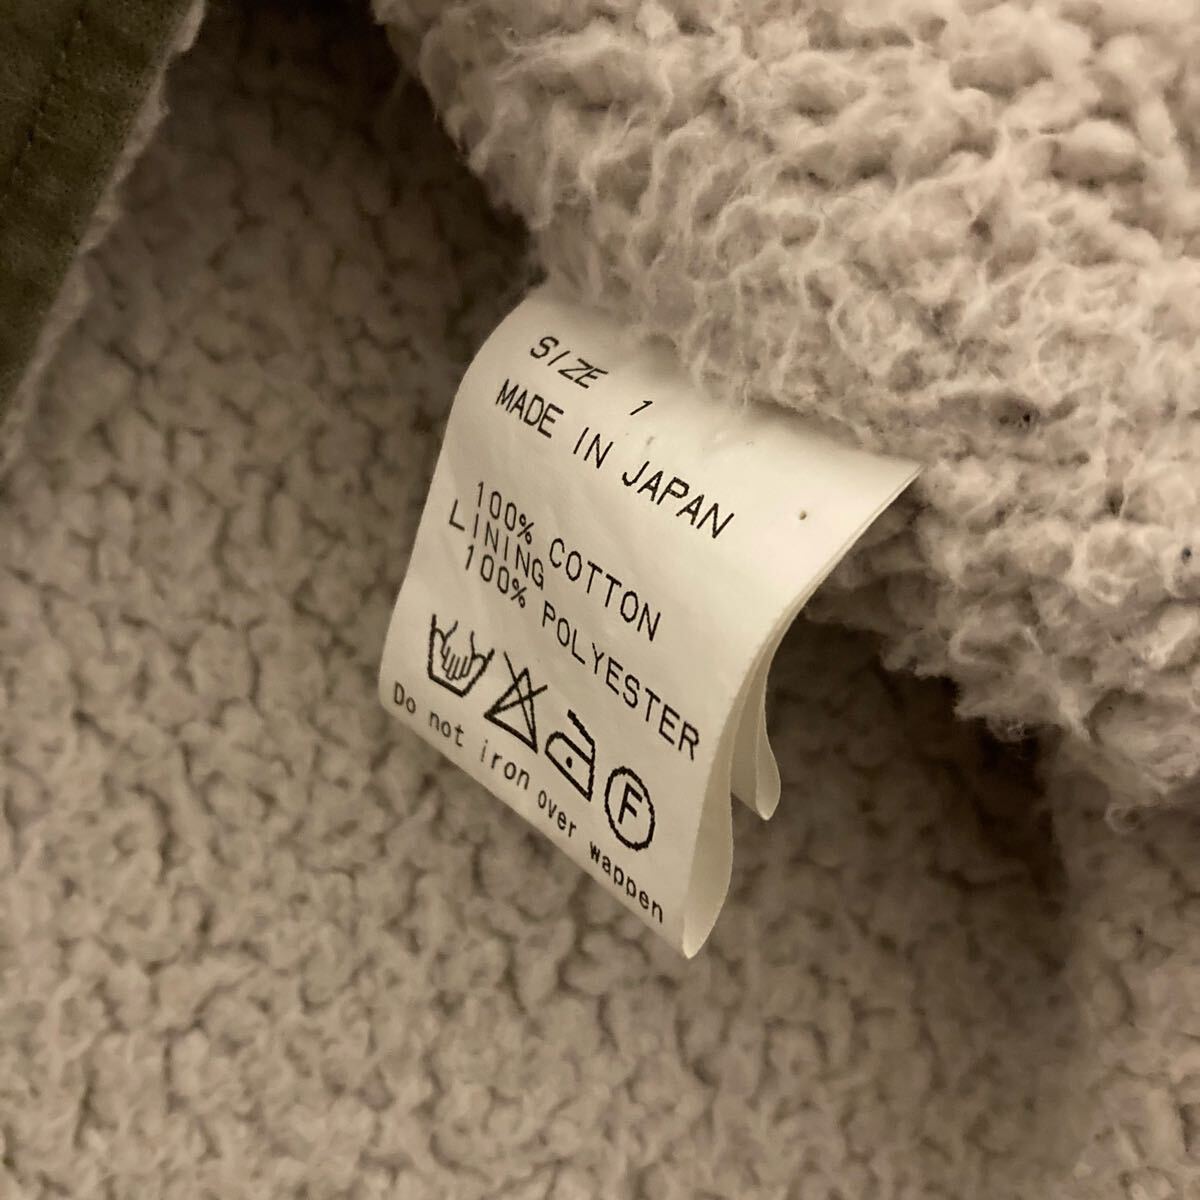 SIZE 1
MADE IN JAPAN
100% COTTON
LINING
100% POLYESTER
F
Do not iron over wappen